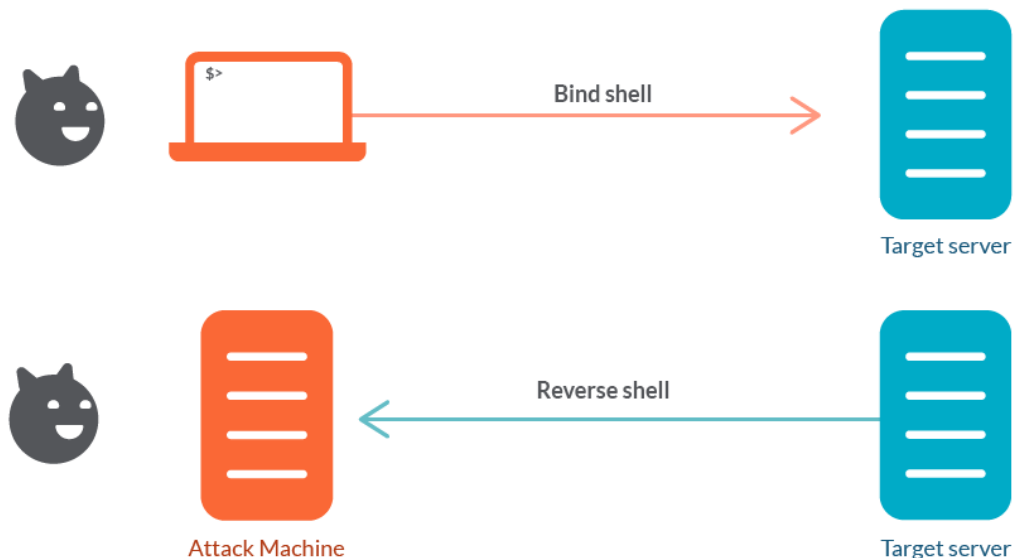 $>
Bind shell
Target server
Reverse shell
Attack Machine
Target server